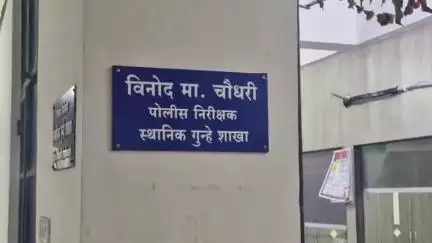 विनोद मा. चौधरी
पोलीस निरीक्षक
स्थानिक गुन्हे शाखा